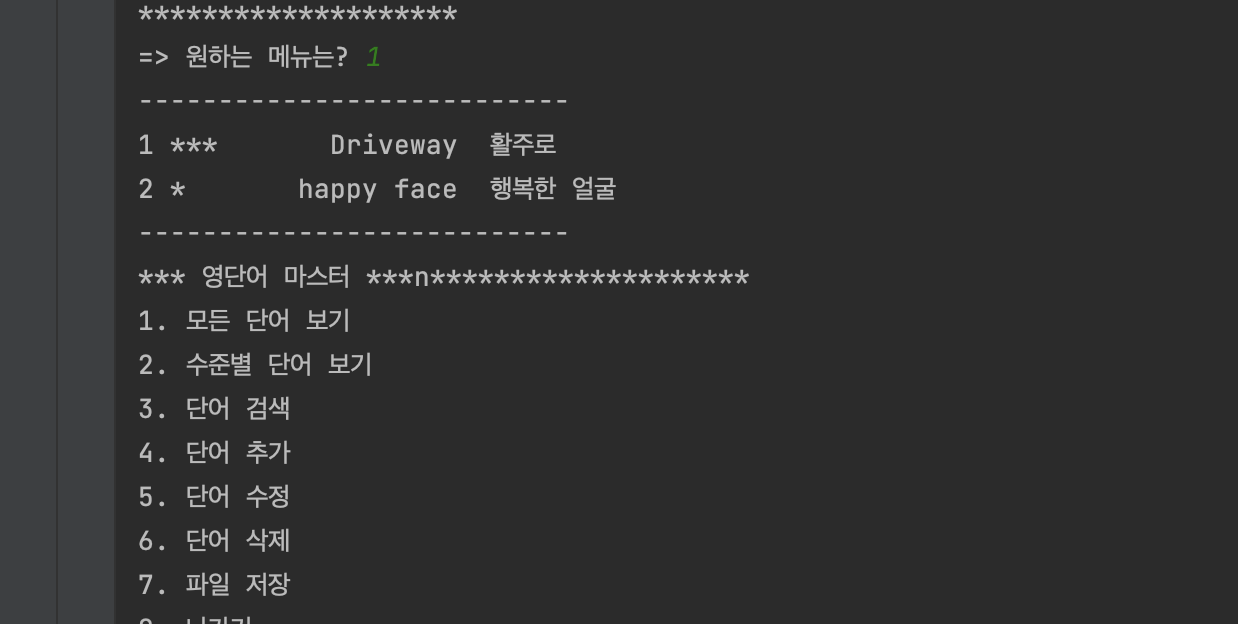 ********************
=> 원하는 메뉴는? 1
---------------------------
1 ***       Driveway  활주로
2 *       happy face  행복한 얼굴
---------------------------
*** 영단어 마스터 ***n********************
1. 모든 단어 보기
2. 수준별 단어 보기
3. 단어 검색
4. 단어 추가
5. 단어 수정
6. 단어 삭제
7. 파일 저장